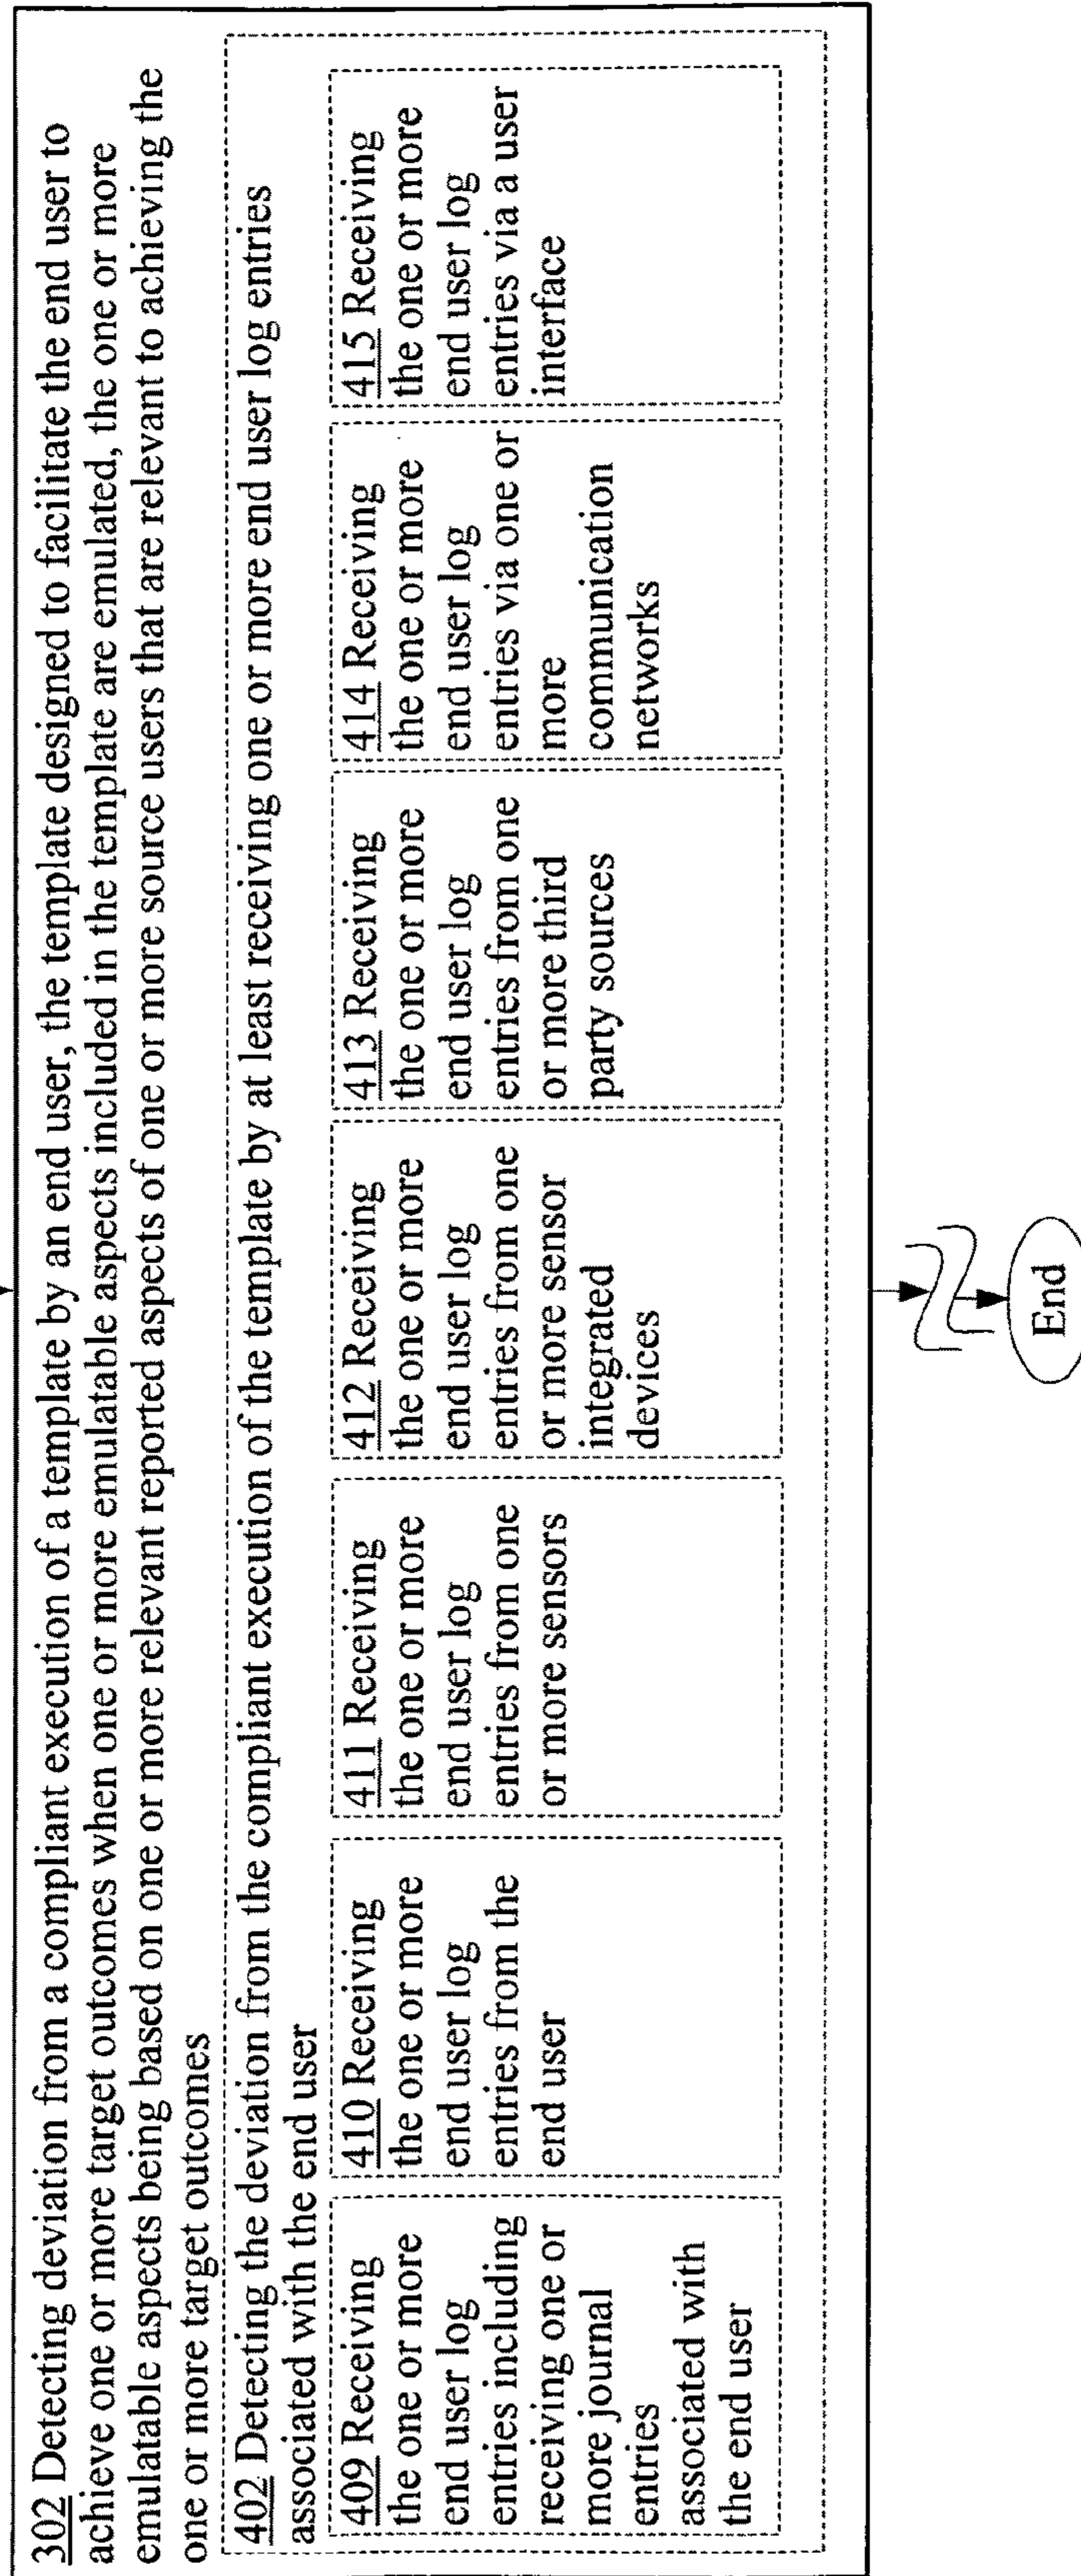 302 Detecting deviation from a compliant execution of a template by an end user, the template designed to facilitate the end user to
achieve one or more target outcomes when one or more emulatable aspects included in the template are emulated, the one or more
emulatable aspects being based on one or more relevant reported aspects of one or more source users that are relevant to achieving the
one or more target outcomes
402 Detecting the deviation from the compliant execution of the template by at least receiving one or more end user log entries
associated with the end user
409 Receiving
the one or more
end user log
entries including
receiving one or
more journal
entries
associated with
the end user
410 Receiving
the one or more
end user log
entries from the
end user
411 Receiving
the one or more
end user log
entries from one
or more sensors
412 Receiving
the one or more
end user log
entries from one
or more sensor
integrated
devices
413 Receiving
the one or more
end user log
entries from one
or more third
party sources
414 Receiving
the one or more
end user log
entries via one or
more
communication
networks
415 Receiving
the one or more
end user log
entries via a user
interface
End